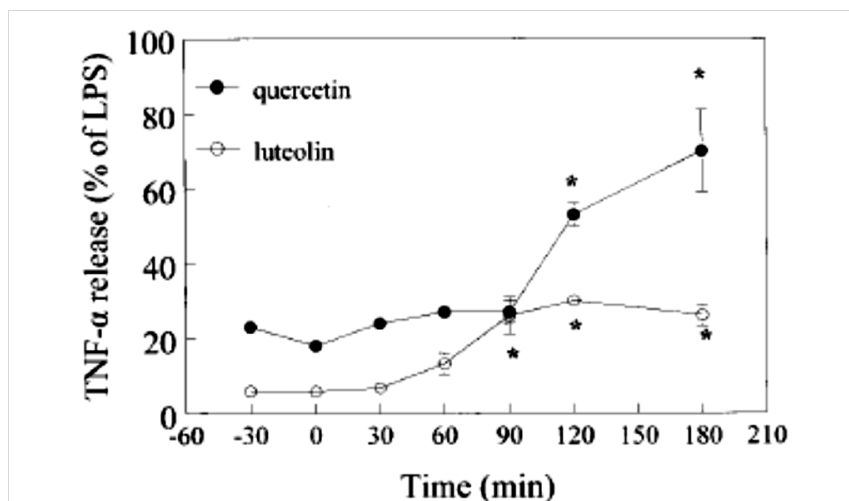 TNF-α release (% of LPS)
100
80
60
40
20
0
quercetin
luteolin
*
*
*
*
*
-60 -30 0 30 60 90 120 150 180 210
Time (min)